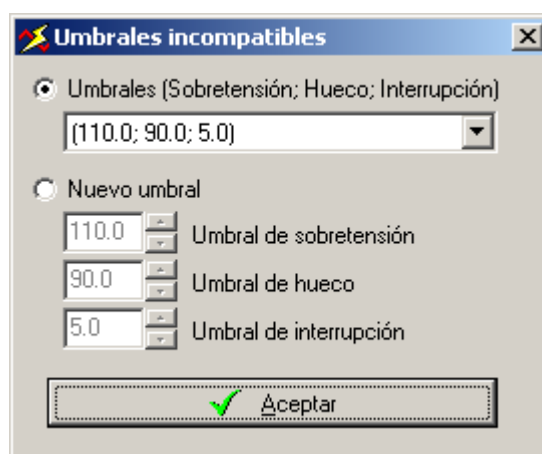 Umbrales incompatibles
Umbrales (Sobretensión; Hueco; Interrupción)
(110.0; 90.0; 5.0)
Nuevo umbral
110.0 Umbral de sobretensión
90.0 Umbral de hueco
5.0 Umbral de interrupción
Aceptar